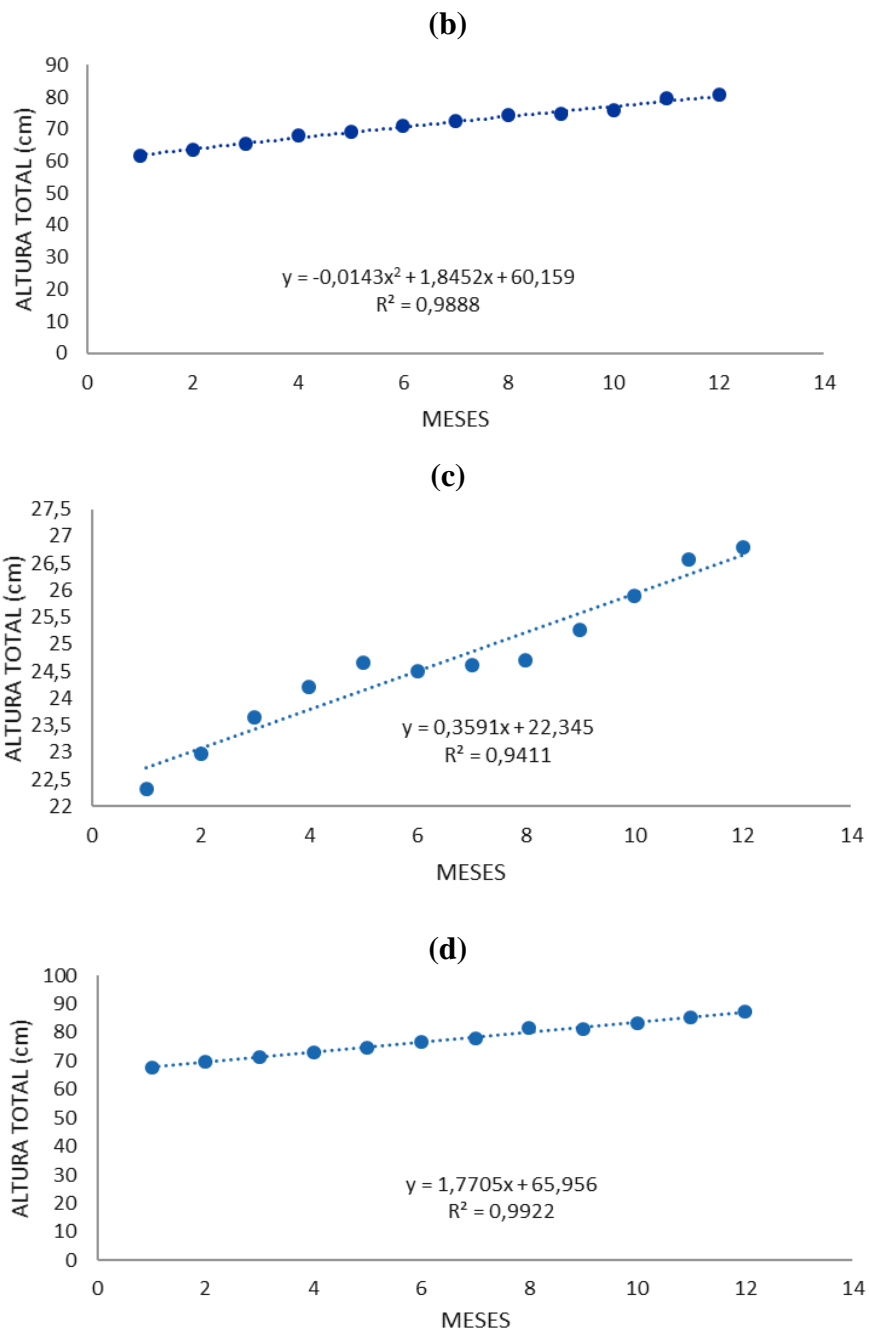 (b)
90
80
70
60
50
40
30
20
10
0
ALTURA TOTAL (cm)
y = -0,0143x² + 1,8452x + 60,159
R² = 0,9888
0 2 4 6 8 10 12 14
MESES
(c)
27,5
27
26,5
26
25,5
25
24,5
24
23,5
23
22,5
22
ALTURA TOTAL (cm)
y = 0,3591x + 22,345
R² = 0,9411
0 2 4 6 8 10 12 14
MESES
(d)
100
90
80
70
60
50
40
30
20
10
0
ALTURA TOTAL (cm)
y = 1,7705x + 65,956
R² = 0,9922
0 2 4 6 8 10 12 14
MESES